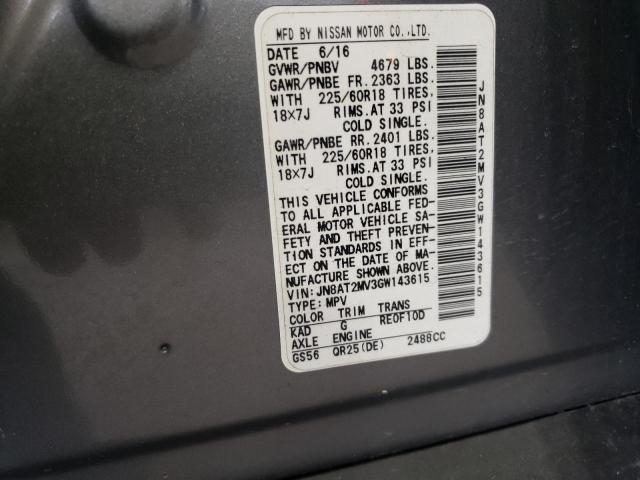 MFD BY NISSAN MOTOR CO.,LTD.
DATE 6/16
GVWR/PNBV 4679 LBS.
GAWR/PNBE FR. 2363 LBS.
WITH 225/60R18 TIRES,
18×7J RIMS.AT 33 PSI
COLD SINGLE.
GAWR/PNBE RR. 2401 LBS.
WITH 225/60R18 TIRES,
18×7J RIMS.AT 33 PSI
COLD SINGLE.
THIS VEHICLE CONFORMS
TO ALL APPLICABLE FED-
ERAL MOTOR VEHICLE SA-
FETY AND THEFT PREVEN-
TION STANDARDS IN EFF-
ECT ON THE DATE OF MA-
NUFACTURE SHOWN ABOVE.
VIN: JN8AT2MV3GW143615
TYPE: MPV
COLOR TRIM TRANS
KAD G RE0F10D
AXLE ENGINE
GS56 QR25(DE) 2488CC
JN8AT2MV3GW143615